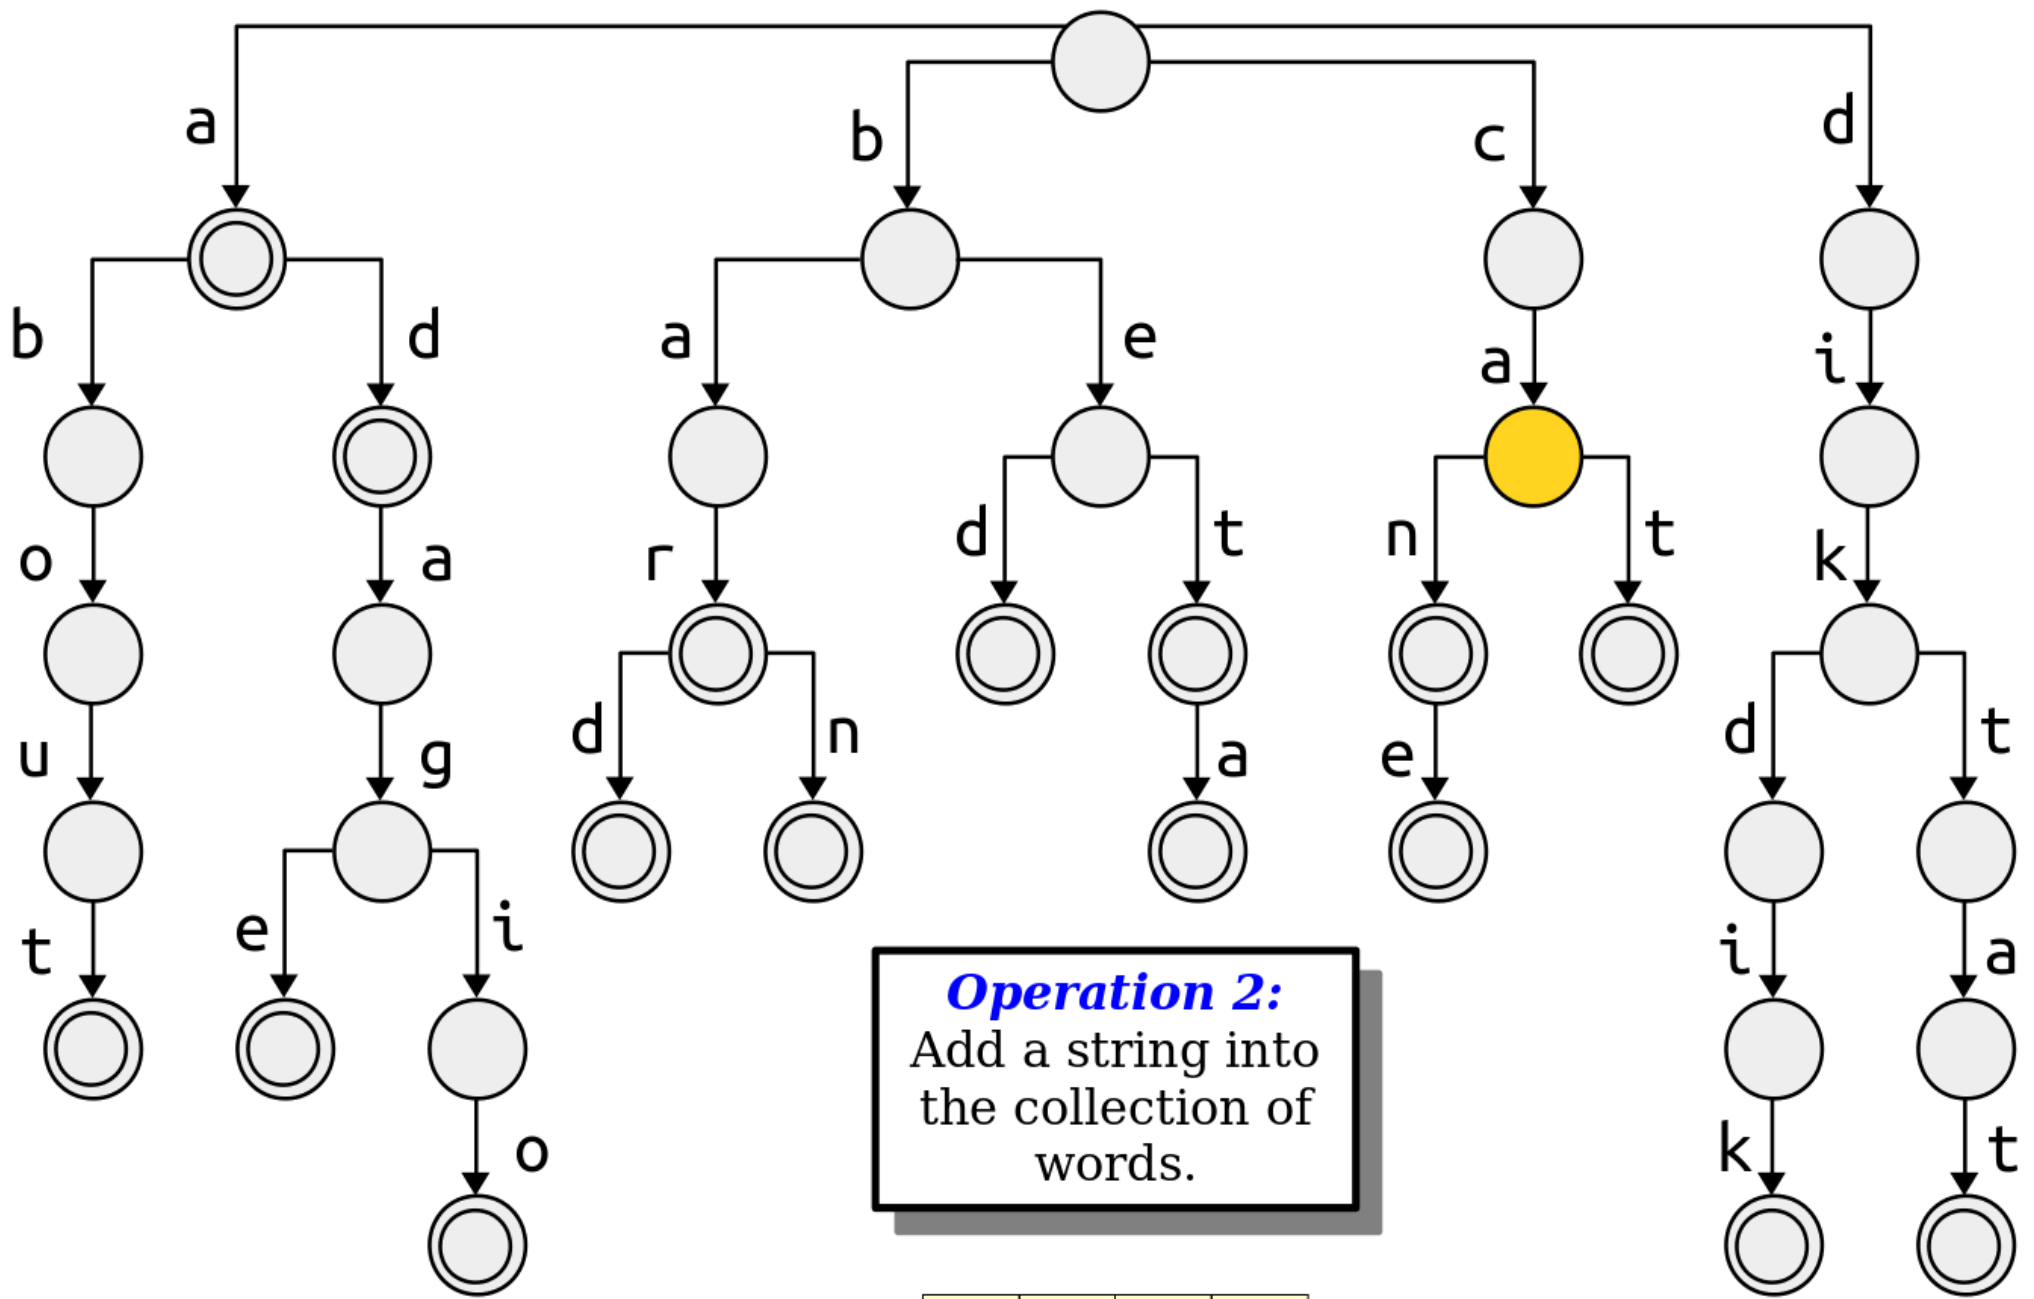 a
b
c
d
b
d
a
e
a
i
o
a
r
d
t
n
t
k
u
g
d
n
a
e
d
t
t
e
i
i
a
o
k
t
Operation 2:
Add a string into
the collection of
words.